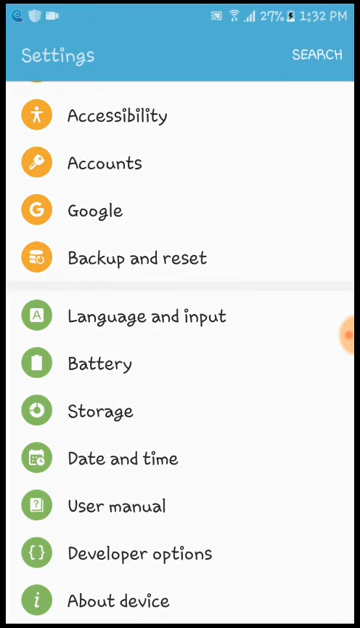 27% 1:32 PM
Settings SEARCH
Accessibility
Accounts
G Google
Backup and reset
A Language and input
Battery
Storage
Date and time
? User manual
{} Developer options
i About device